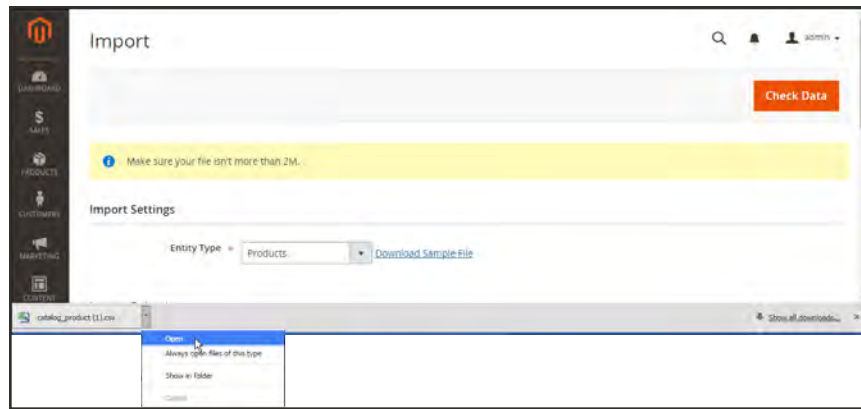 Import
admin
DASHBOARD
Check Data
SALES
Make sure your file isn't more than 2M.
PRODUCTS
Import Settings
CUSTOMERS
Entity Type
Products
Download Sample File
MARKETING
CONTENT
catalog_product (1).csv
Show all downloads...
Open
Always open files of this type
Show in folder
Cancel